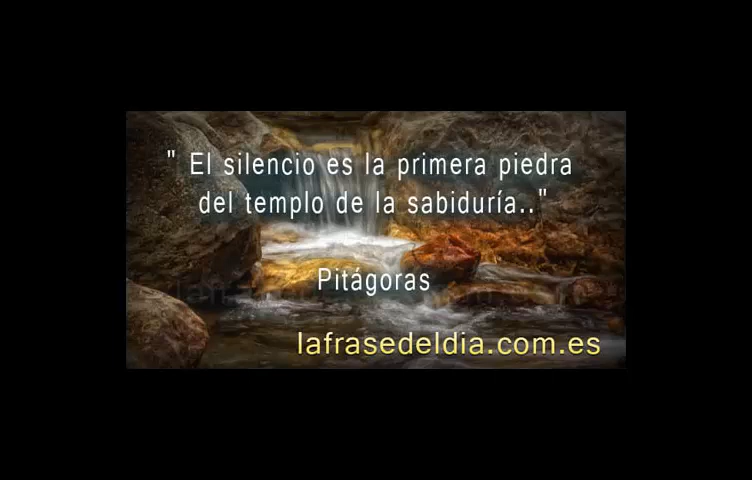 " El silencio es la primera piedra
del templo de la sabiduría.."
Pitágoras
lafrasedeldia.com.es